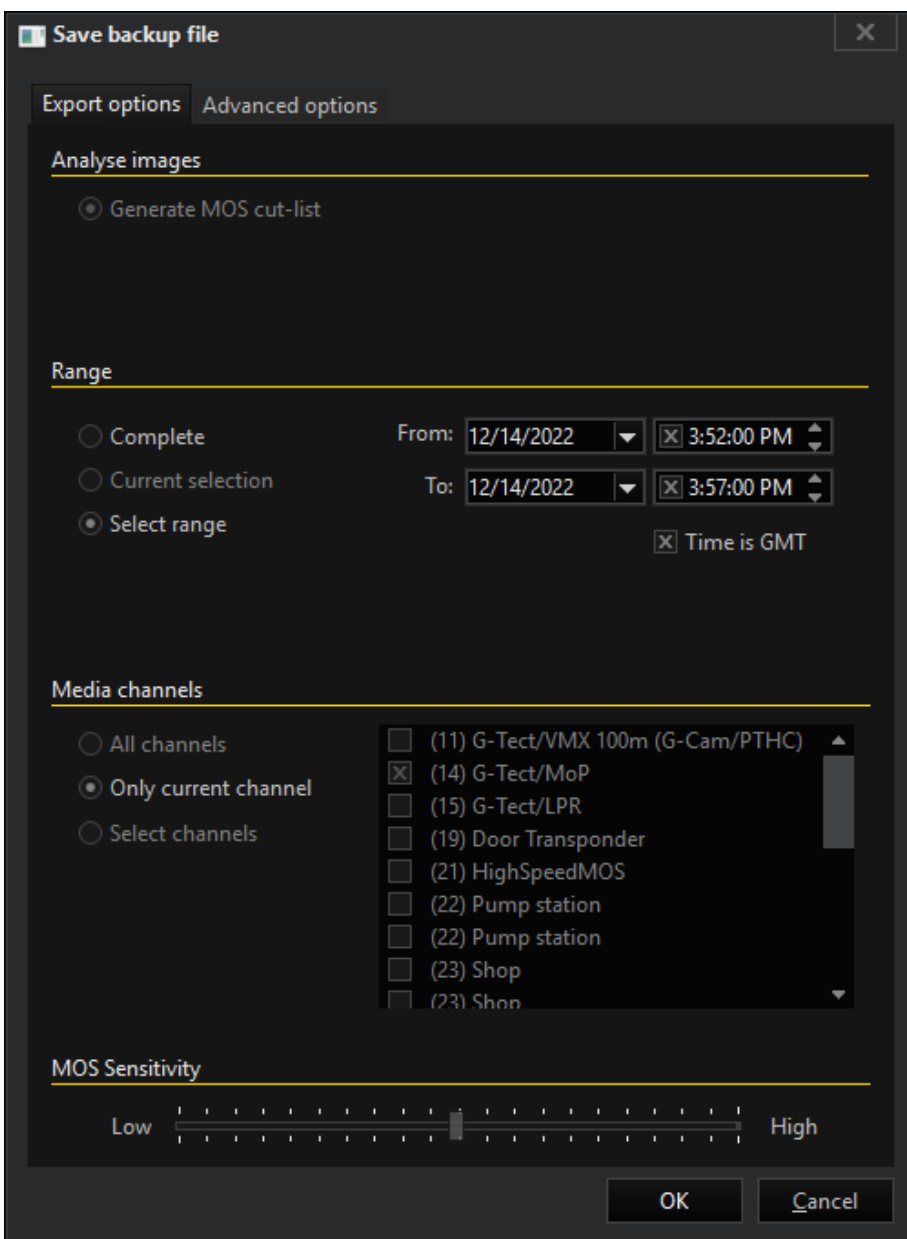 Save backup file
Export options Advanced options
Analyse images
Generate MOS cut-list
Range
Complete
From: 12/14/2022 3:52:00 PM
Current selection
To: 12/14/2022 3:57:00 PM
Select range
Time is GMT
Media channels
All channels
Only current channel
Select channels
(11) G-Tect/VMX 100m (G-Cam/PTHC)
(14) G-Tect/MoP
(15) G-Tect/LPR
(19) Door Transponder
(21) HighSpeedMOS
(22) Pump station
(22) Pump station
(23) Shop
(23) Shop
MOS Sensitivity
Low High
OK Cancel